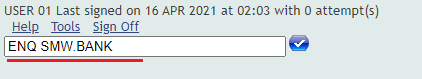 USER 01 Last signed on 16 APR 2021 at 02:03 with 0 attempt(s)
Help Tools Sign Off
ENQ SMW.BANK